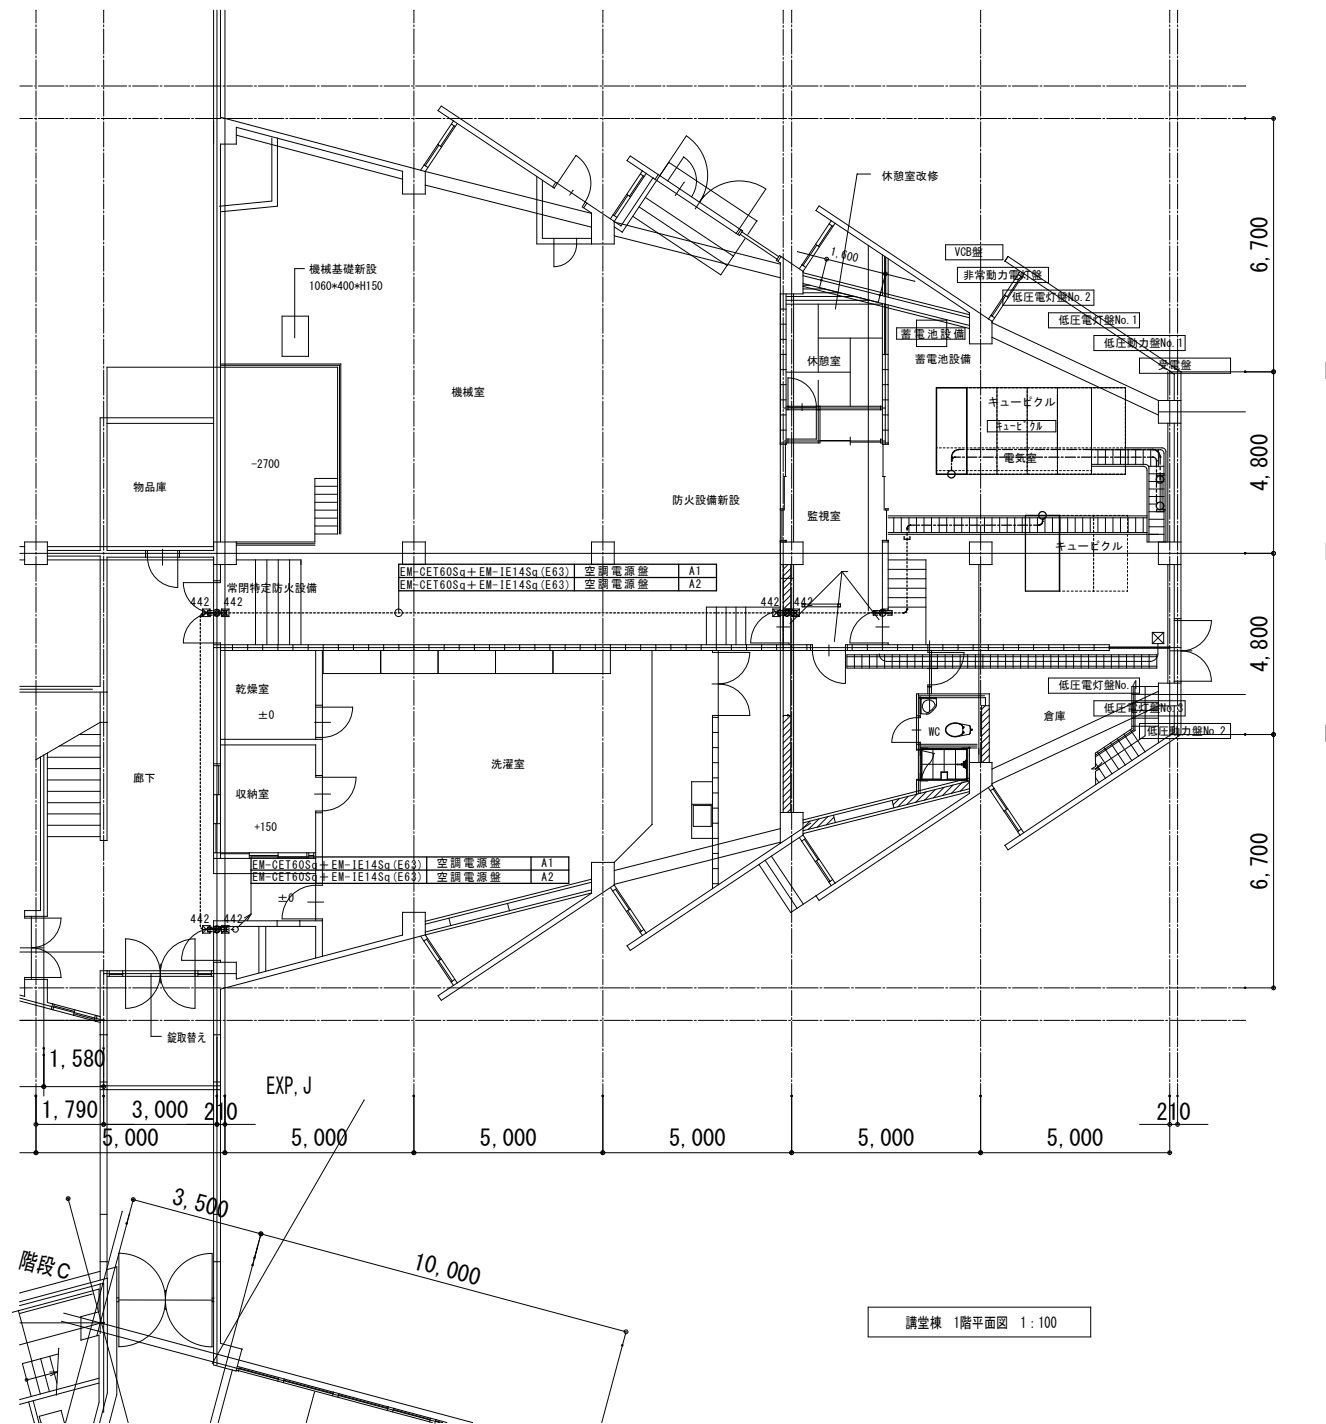 休憩室改修
6,700
VCB盤
1,600
機械基礎新設
1060*400*H150
非常動力電灯盤
低圧電灯盤No.2
低圧電灯盤No.1
蓄電池設備
低圧動力盤No.1
休憩室
蓄電池設備
受電盤
機械室
キュービクル
キュービクル
-2700
電気室
4,800
物品庫
防火設備新設
監視室
キュービクル
EM-CET60Sq+EM-IE14Sq(E63) 空調電源盤 A1
EM-CET60Sq+EM-IE14Sq(E63) 空調電源盤 A2
常閉特定防火設備
442 442
442 442
4,800
乾燥室
±0
低圧電灯盤No.4
低圧電灯盤No.3
倉庫
低圧動力盤No.2
WC
洗濯室
廊下
収納室
+150
EM-CET60Sq+EM-IE14Sq(E63) 空調電源盤 A1
EM-CET60Sq+EM-IE14Sq(E63) 空調電源盤 A2
6,700
±0
442 442
錠取替え
1,580
EXP,J
1,790 3,000 210
210
5,000 5,000 5,000 5,000 5,000 5,000
3,500
10,000
階段C
講堂棟 1階平面図 1:100